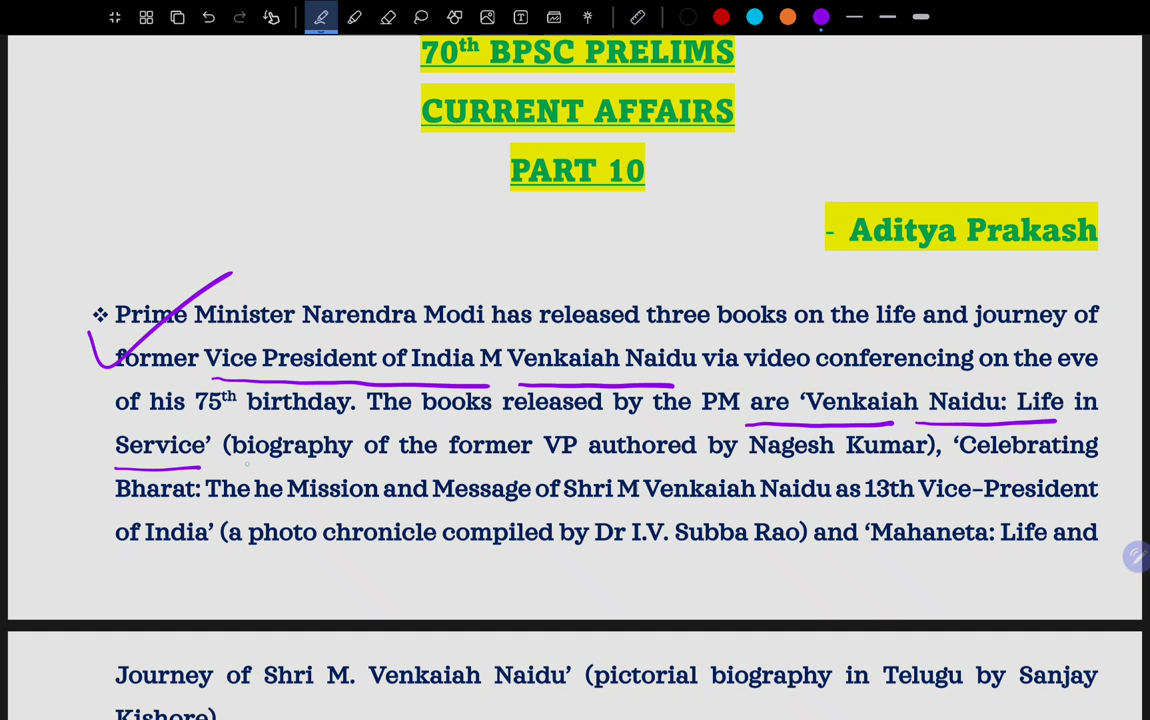 70th BPSC PRELIMS
CURRENT AFFAIRS
PART 10
- Aditya Prakash
❖ Prime Minister Narendra Modi has released three books on the life and journey of
former Vice President of India M Venkaiah Naidu via video conferencing on the eve
of his 75th birthday. The books released by the PM are ‘Venkaiah Naidu: Life in
Service’ (biography of the former VP authored by Nagesh Kumar), ‘Celebrating
Bharat: The he Mission and Message of Shri M Venkaiah Naidu as 13th Vice-President
of India’ (a photo chronicle compiled by Dr I.V. Subba Rao) and ‘Mahaneta: Life and
Journey of Shri M. Venkaiah Naidu’ (pictorial biography in Telugu by Sanjay
Kishore)